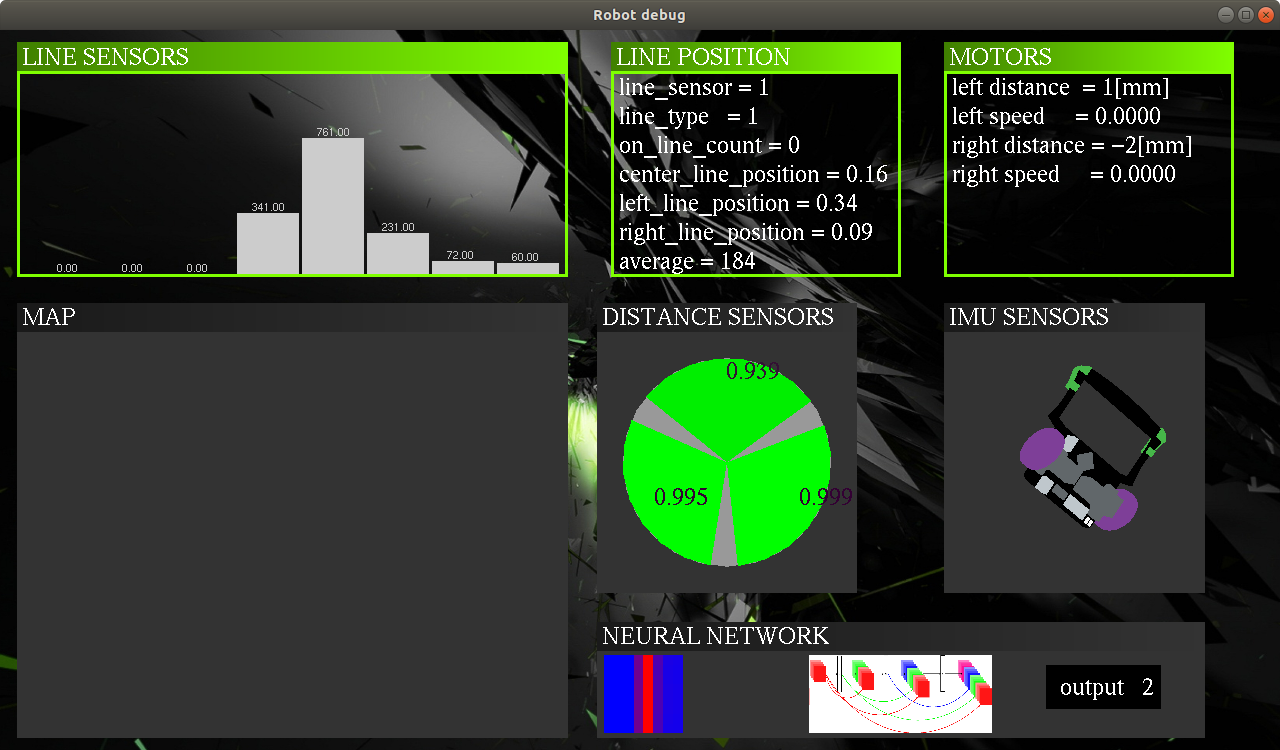 Robot debug
LINE SENSORS
761.00
341.00
231.00
72.00
60.00
0.00
0.00
0.00
LINE POSITION
line_sensor = 1
line_type = 1
on_line_count = 0
center_line_position = 0.16
left_line_position = 0.34
right_line_position = 0.09
average = 184
MOTORS
left distance = 1[mm]
left speed = 0.0000
right distance = −2[mm]
right speed = 0.0000
MAP
DISTANCE SENSORS
0.939
0.995
0.999
IMU SENSORS
NEURAL NETWORK
output 2